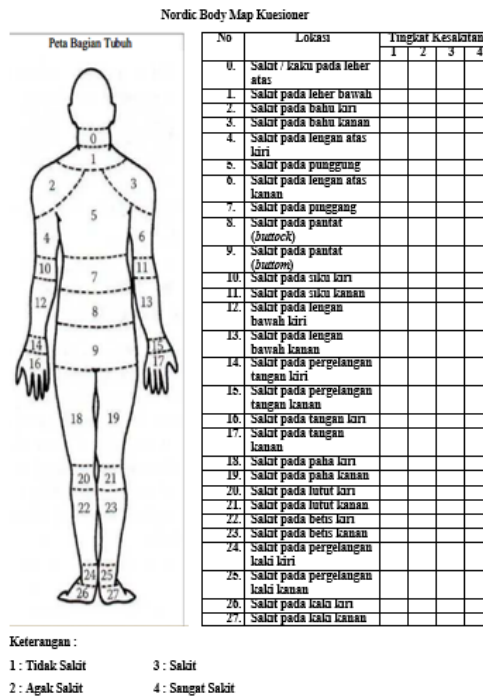 Nordic Body Map Kuesioner
Peta Bagian Tubuh
0
1
2 3
5
4 6
10 11
7
12 13
8
14 15
9
16 17
18 19
20 21
22 23
24 25
26 27
No Lokasi Tingkat Kesakitan
1 2 3 4
0. Sakit / kaku pada leher
atas
1. Sakit pada leher bawah
2. Sakit pada bahu kiri
3. Sakit pada bahu kanan
4. Sakit pada lengan atas
kiri
5. Sakit pada punggung
6. Sakit pada lengan atas
kanan
7. Sakit pada pinggang
8. Sakit pada pantat
(buttock)
9. Sakit pada pantat
(buttom)
10. Sakit pada siku kiri
11. Sakit pada siku kanan
12. Sakit pada lengan
bawah kiri
13. Sakit pada lengan
bawah kanan
14. Sakit pada pergelangan
tangan kiri
15. Sakit pada pergelangan
tangan kanan
16. Sakit pada tangan kiri
17. Sakit pada tangan
kanan
18. Sakit pada paha kiri
19. Sakit pada paha kanan
20. Sakit pada lutut kiri
21. Sakit pada lutut kanan
22. Sakit pada betis kiri
23. Sakit pada betis kanan
24. Sakit pada pergelangan
kaki kiri
25. Sakit pada pergelangan
kaki kanan
26. Sakit pada kaki kiri
27. Sakit pada kaki kanan
Keterangan :
1 : Tidak Sakit 3 : Sakit
2 : Agak Sakit 4 : Sangat Sakit